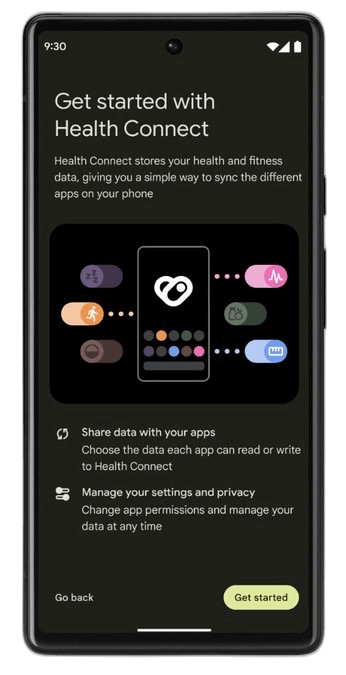 9:30
Get started with
Health Connect
Health Connect stores your health and fitness
data, giving you a simple way to sync the different
apps on your phone
zzz
Share data with your apps
Choose the data each app can read or write
to Health Connect
Manage your settings and privacy
Change app permissions and manage your
data at any time
Go back
Get started